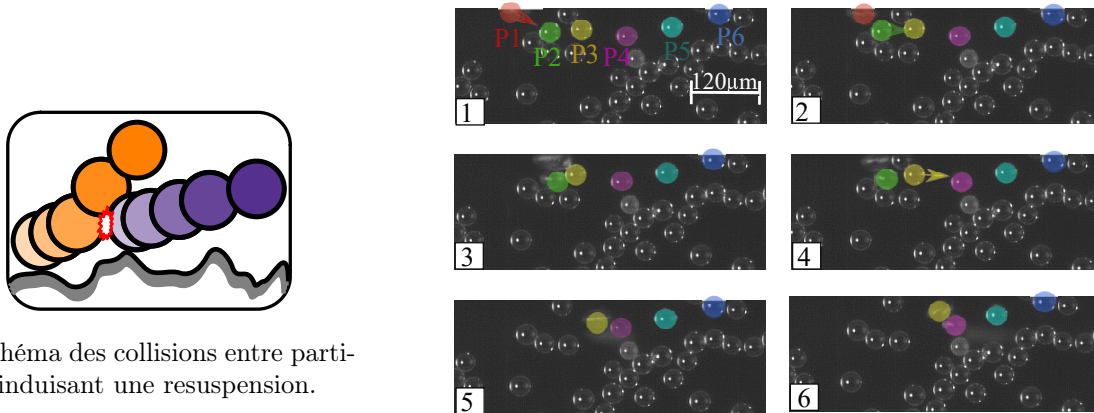 héma des collisions entre parti-
induisant une resuspension.
P1
P2
P3
P4
P5
P6
120µm
1
2
3
4
5
6